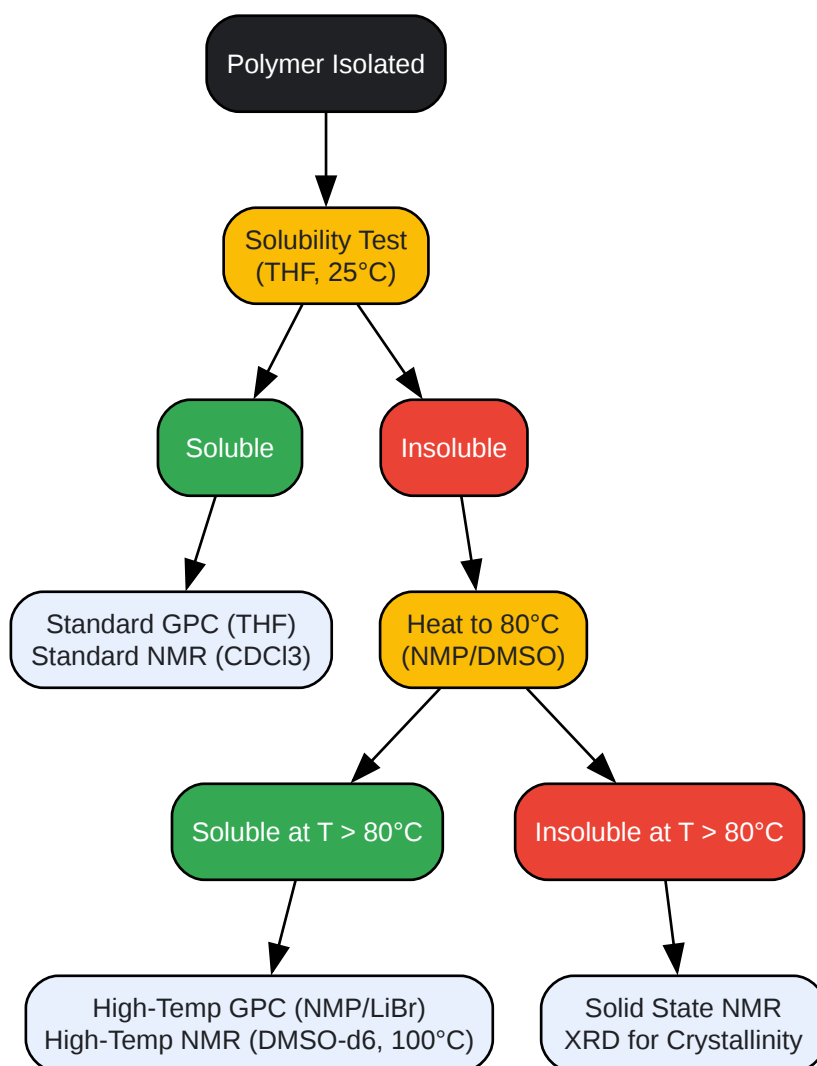 Polymer Isolated
Solubility Test
(THF, 25°C)
Soluble
Insoluble
Standard GPC (THF)
Standard NMR (CDCl3)
Heat to 80°C
(NMP/DMSO)
Soluble at T > 80°C
Insoluble at T > 80°C
High-Temp GPC (NMP/LiBr)
High-Temp NMR (DMSO-d6, 100°C)
Solid State NMR
XRD for Crystallinity